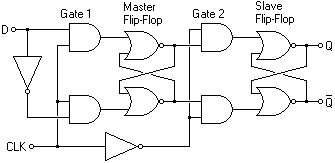 Gate 1 Master Flip-Flop Gate 2 Slave Flip-Flop
D Q
Q̅
CLK